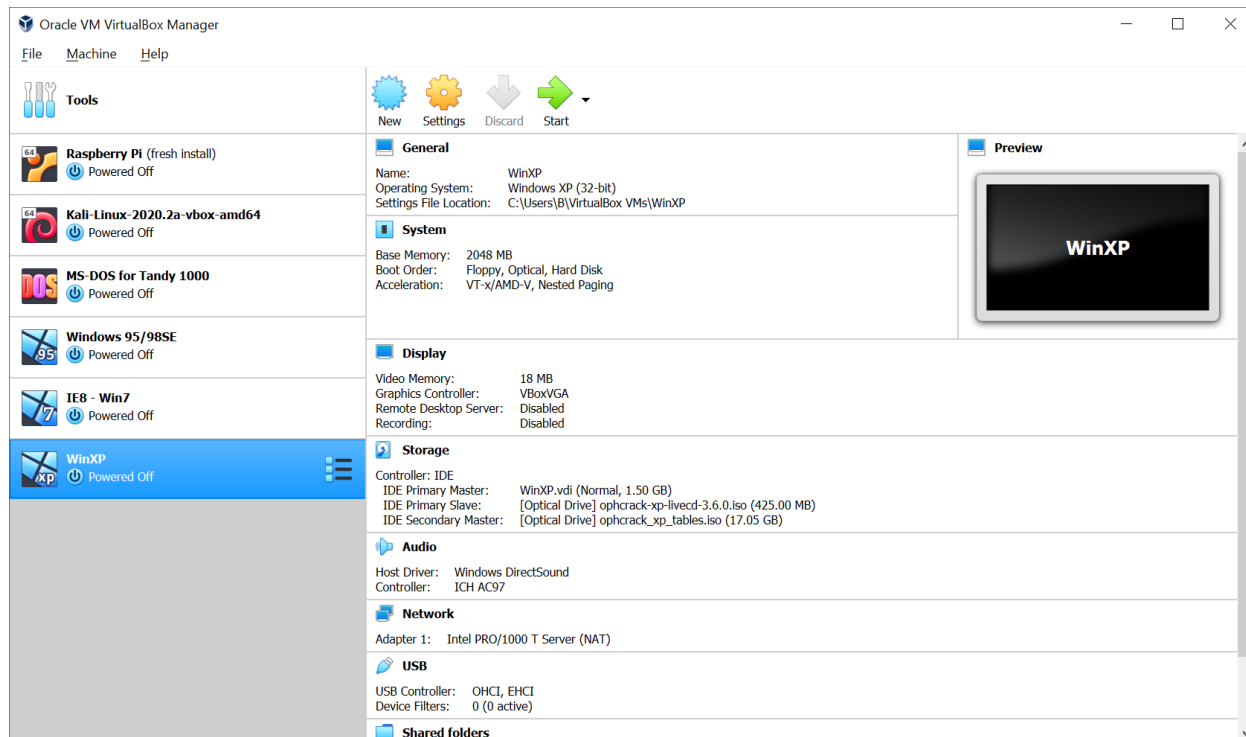 Oracle VM VirtualBox Manager
File Machine Help
Tools
New Settings Discard Start
64
Raspberry Pi (fresh install)
Powered Off
64
Kali-Linux-2020.2a-vbox-amd64
Powered Off
DOS
MS-DOS for Tandy 1000
Powered Off
95
Windows 95/98SE
Powered Off
7
IE8 - Win7
Powered Off
xp
WinXP
Powered Off
General
Name: WinXP
Operating System: Windows XP (32-bit)
Settings File Location: C:\Users\B\VirtualBox VMs\WinXP
Preview
WinXP
System
Base Memory: 2048 MB
Boot Order: Floppy, Optical, Hard Disk
Acceleration: VT-x/AMD-V, Nested Paging
Display
Video Memory: 18 MB
Graphics Controller: VBoxVGA
Remote Desktop Server: Disabled
Recording: Disabled
Storage
Controller: IDE
IDE Primary Master: WinXP.vdi (Normal, 1.50 GB)
IDE Primary Slave: [Optical Drive] ophcrack-xp-livecd-3.6.0.iso (425.00 MB)
IDE Secondary Master: [Optical Drive] ophcrack_xp_tables.iso (17.05 GB)
Audio
Host Driver: Windows DirectSound
Controller: ICH AC97
Network
Adapter 1: Intel PRO/1000 T Server (NAT)
USB
USB Controller: OHCI, EHCI
Device Filters: 0 (0 active)
Shared folders